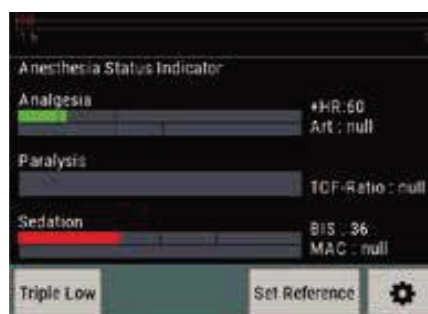 Anesthesia Status Indicator
Analgesia
HR:60
Art : null
Paralysis
TOF-Ratio : null
Sedation
BIS : 36
MAC : null
Triple Low
Set Reference